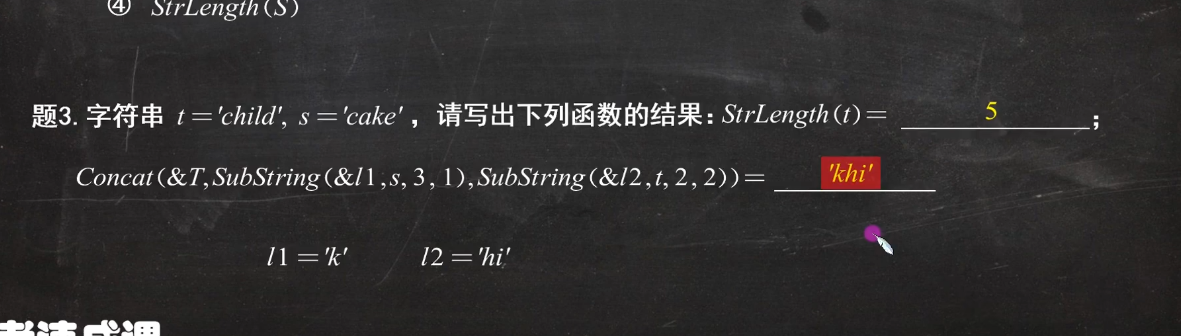 ④ StrLength(S)
题3. 字符串 t='child', s='cake'，请写出下列函数的结果：StrLength(t)= 5 ；
Concat(&T,SubString(&l1,s,3,1),SubString(&l2,t,2,2))= 'khi'
l1='k' l2='hi'